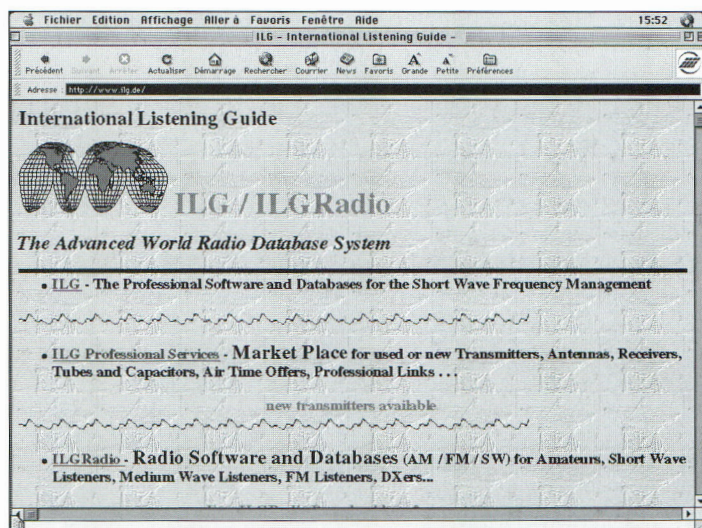 Fichier Edition Affichage Aller à Favoris Fenêtre Aide 15:52
ILG - International Listening Guide -
Précédent Suivant Arrêter Actualiser Démarrage Rechercher Courrier News Favoris Grande Petite Préférences
Adresse : http://www.ilg.de/
International Listening Guide
ILG / ILGRadio
The Advanced World Radio Database System
• ILG - The Professional Software and Databases for the Short Wave Frequency Management
• ILG Professional Services - Market Place for used or new Transmitters, Antennas, Receivers,
Tubes and Capacitors, Air Time Offers, Professional Links . . .
new transmitters available
• ILGRadio - Radio Software and Databases (AM / FM / SW) for Amateurs, Short Wave
Listeners, Medium Wave Listeners, FM Listeners, DXers...